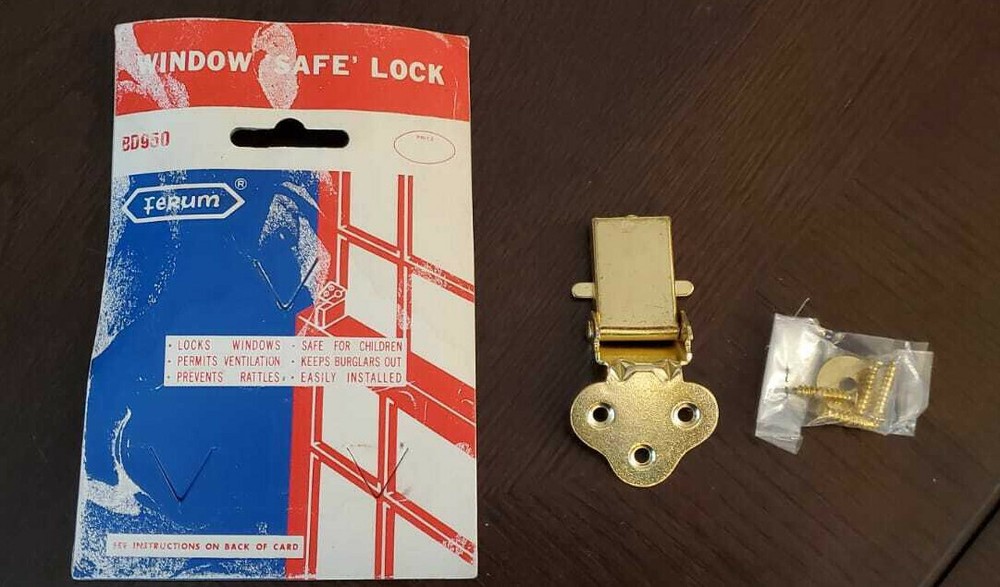 WINDOW 'SAFE' LOCK
BD950
PRICE
Ferum ®
• LOCKS WINDOWS • SAFE FOR CHILDREN
• PERMITS VENTILATION • KEEPS BURGLARS OUT
• PREVENTS RATTLES. • EASILY INSTALLED
SEE INSTRUCTIONS ON BACK OF CARD